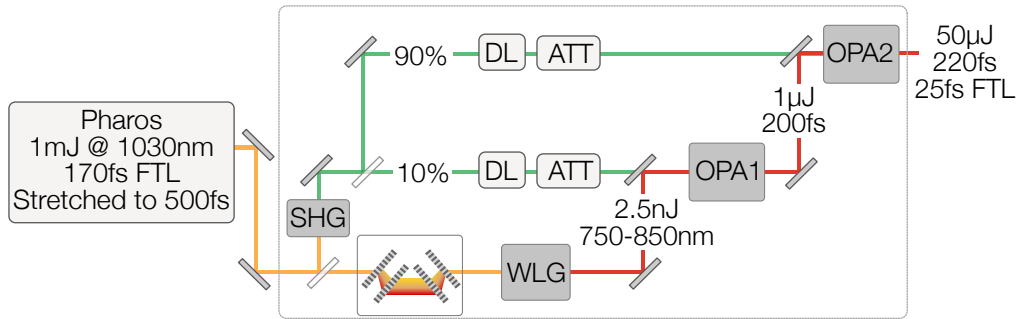 Pharos
1mJ @ 1030nm
170fs FTL
Stretched to 500fs
90%
DL
ATT
OPA2
50µJ
220fs
25fs FTL
1µJ
200fs
10%
DL
ATT
OPA1
SHG
2.5nJ
750-850nm
WLG